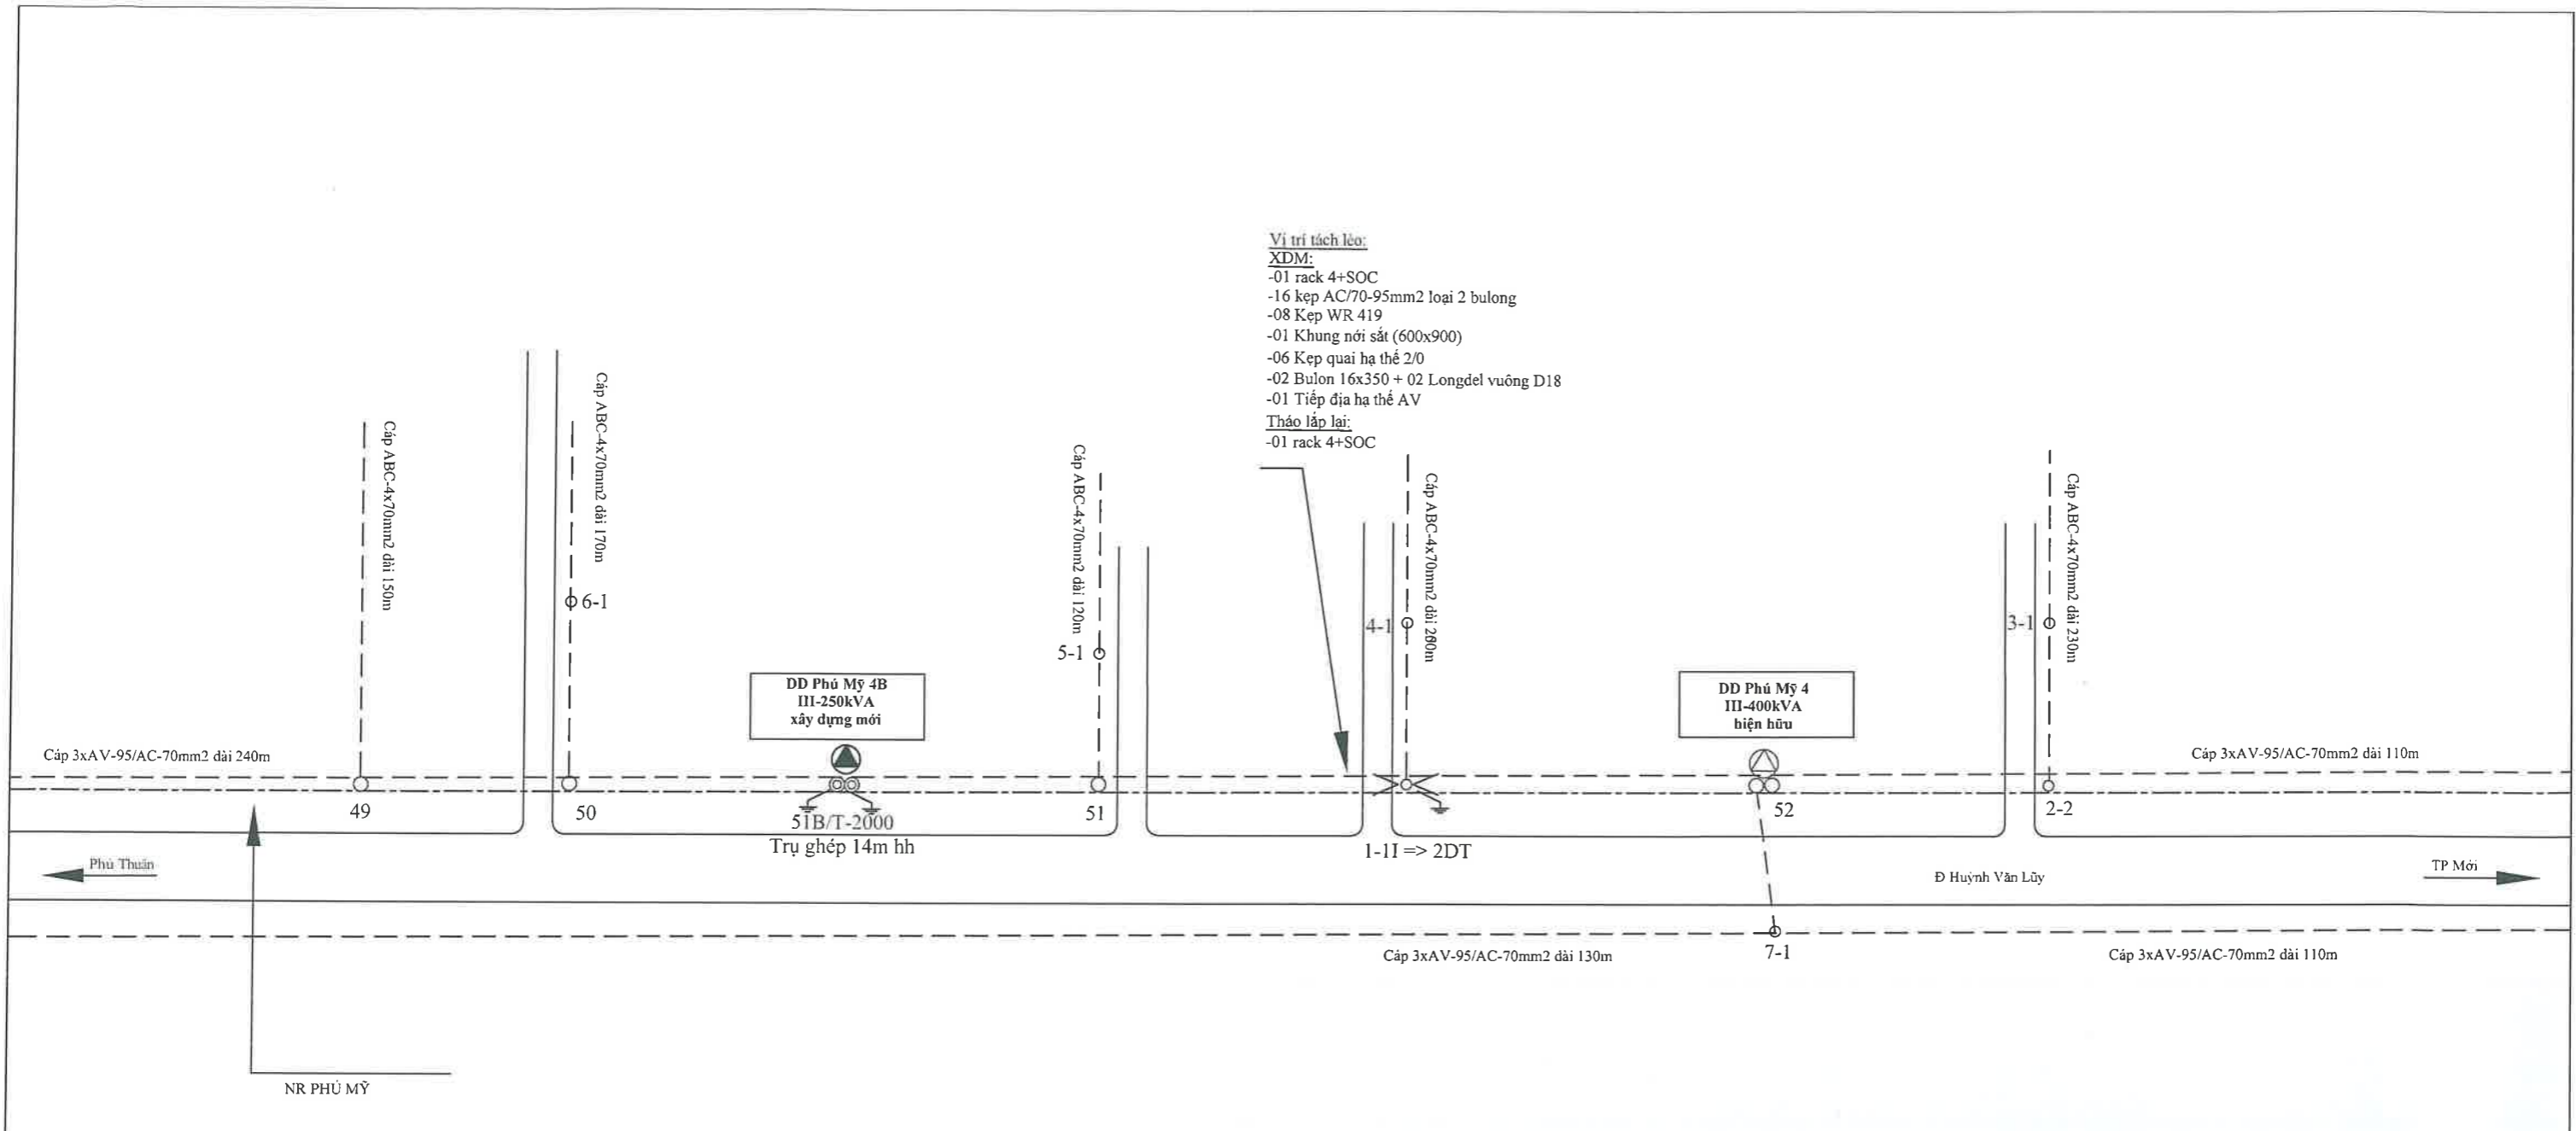 Vị trí tách lèo:
XDM:
-01 rack 4+SOC
-16 kẹp AC/70-95mm2 loại 2 bulong
-08 Kẹp WR 419
-01 Khung nới sắt (600x900)
-06 Kẹp quai hạ thế 2/0
-02 Bulon 16x350 + 02 Longdel vuông D18
-01 Tiếp địa hạ thế AV
Tháo lắp lại:
-01 rack 4+SOC
Cáp ABC-4x70mm2 dài 150m
Cáp ABC-4x70mm2 dài 170m
Cáp ABC-4x70mm2 dài 120m
Cáp ABC-4x70mm2 dài
Cáp ABC-4x70mm2 dài 230m
6-1
5-1
4-1
3-1
DD Phú Mỹ 4B
III-250kVA
xây dựng mới
DD Phú Mỹ 4
III-400kVA
hiện hữu
Cáp 3xAV-95/AC-70mm2 dài 240m
Cáp 3xAV-95/AC-70mm2 dài 110m
49
50
51B/T-2000
Trụ ghép 14m hh
51
1-1I => 2DT
52
2-2
Phú Thuận
Đ Huỳnh Văn Lũy
TP Mới
7-1
Cáp 3xAV-95/AC-70mm2 dài 130m
Cáp 3xAV-95/AC-70mm2 dài 110m
NR PHÚ MỸ